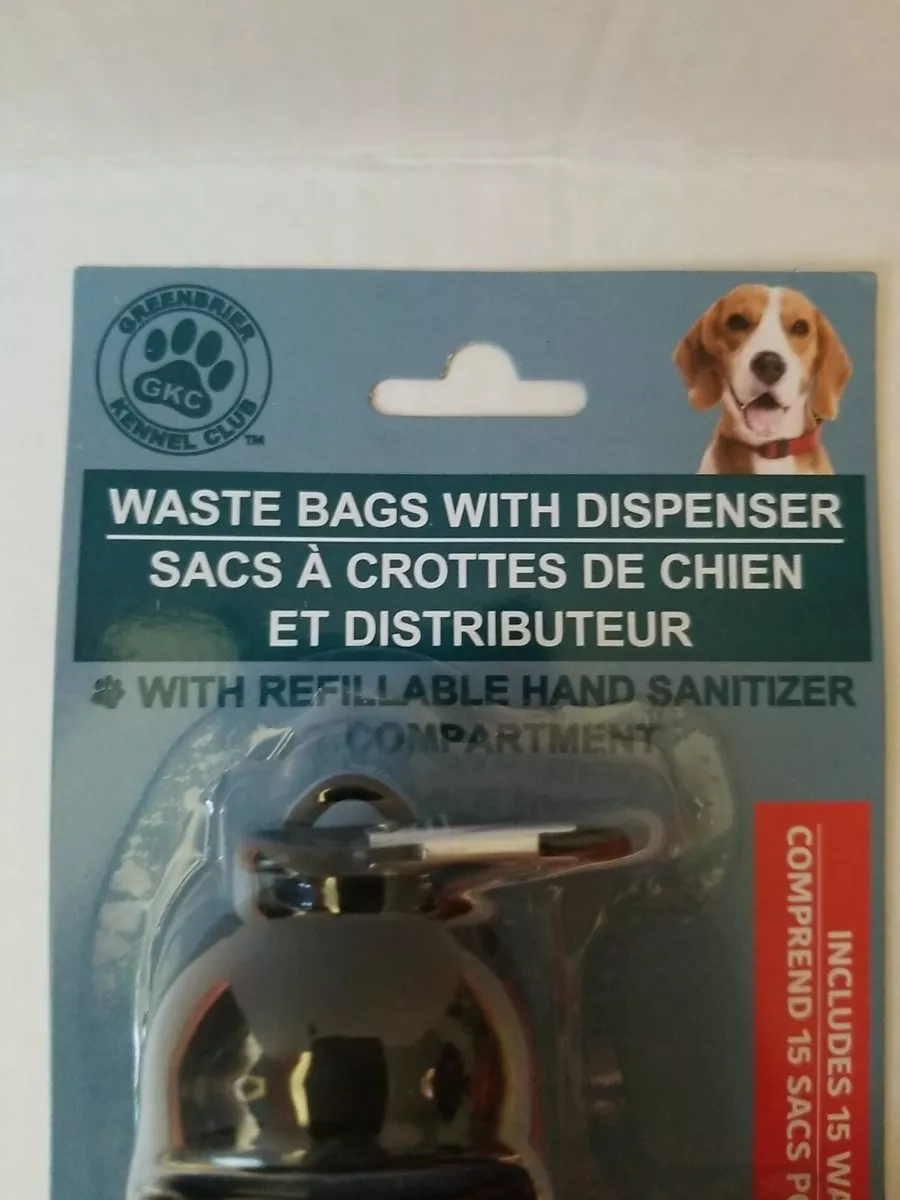 GREENBRIER
GKC
KENNEL CLUB™
WASTE BAGS WITH DISPENSER
SACS À CROTTES DE CHIEN
ET DISTRIBUTEUR
WITH REFILLABLE HAND SANITIZER
COMPARTMENT
INCLUDES 15
COMPREND 15 SACS